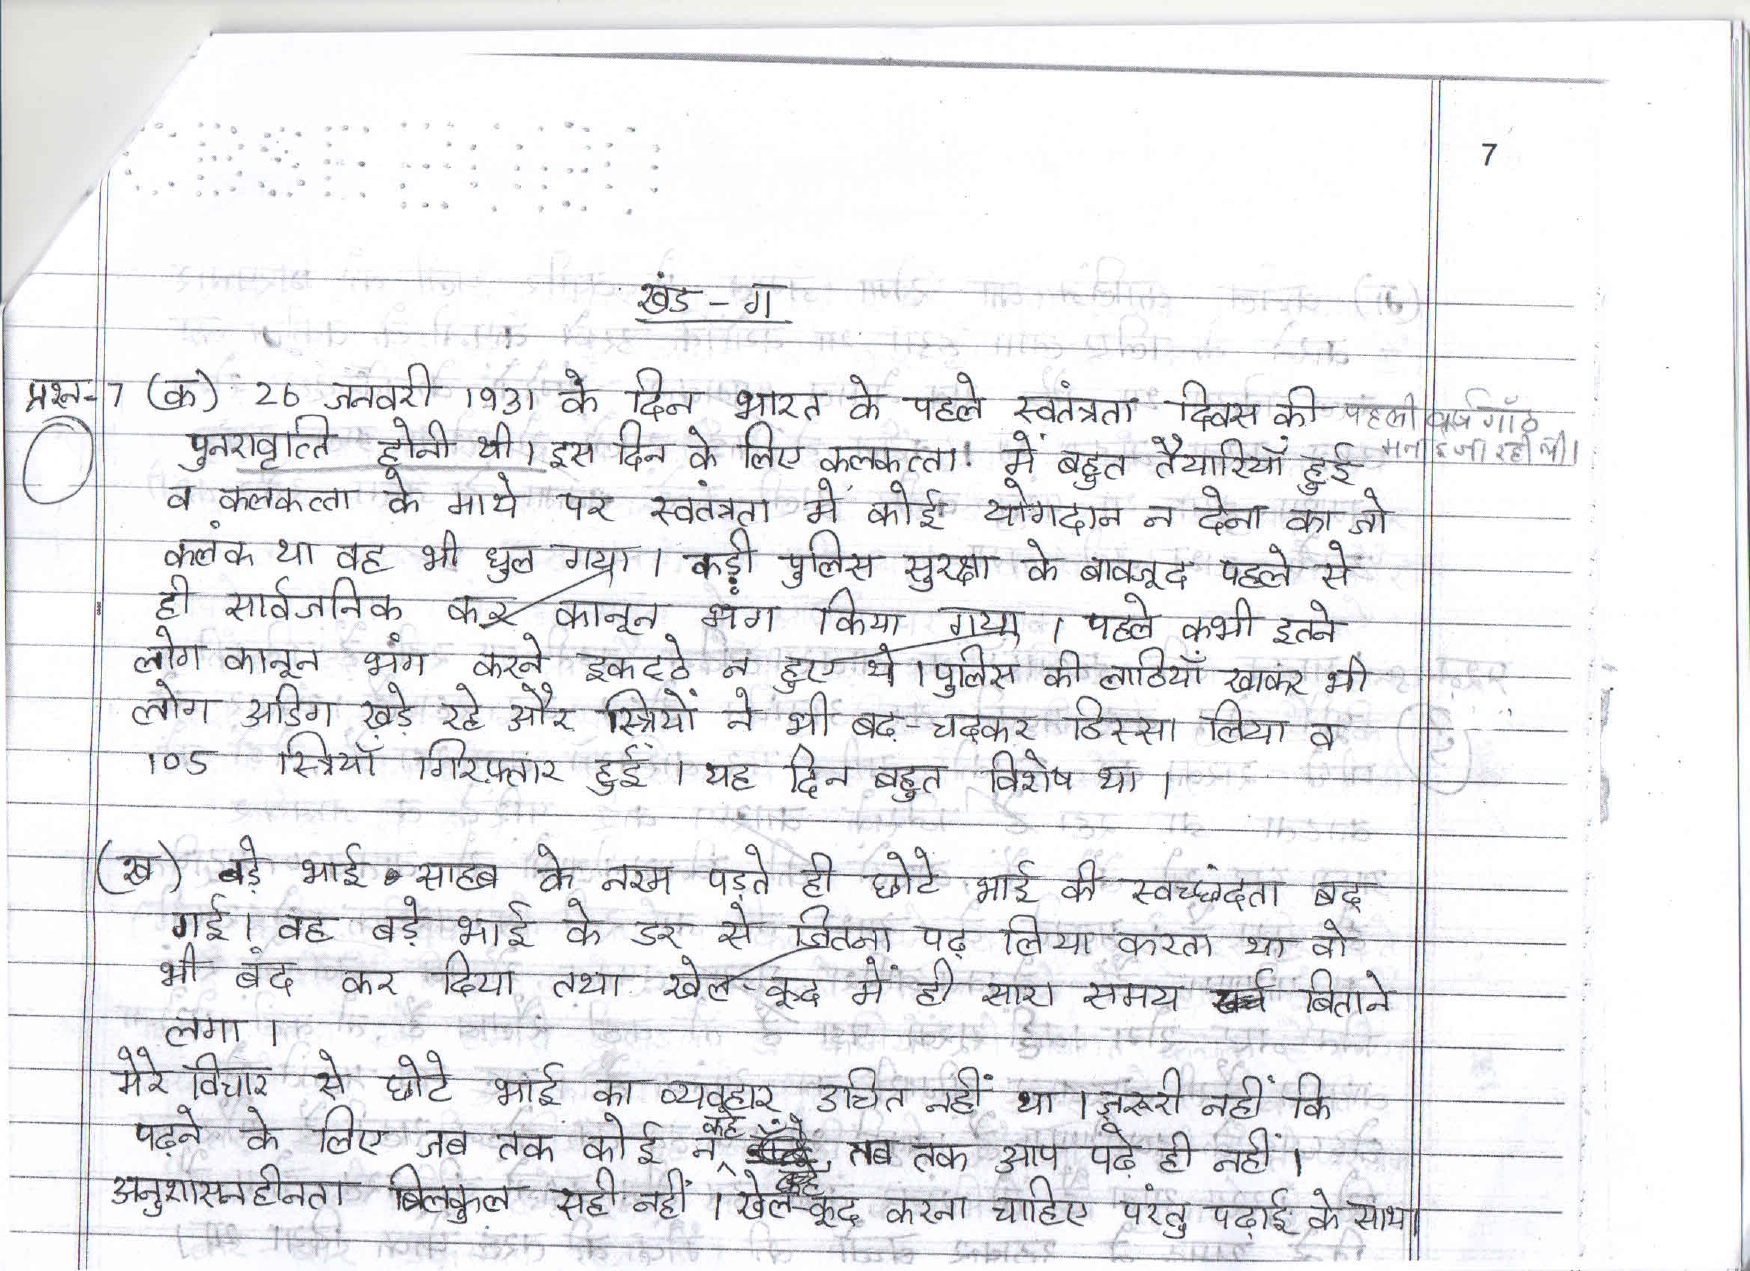 7
खंड - ग
प्रश्न-7 (क) 26 जनवरी 1931 के दिन भारत के पहले स्वतंत्रता दिवस की पहली वर्षगाँठ
मनाई जा रही थी।
पुनरावृत्ति होनी थी। इस दिन के लिए कलकत्ता में बहुत तैयारियाँ हुई
व कलकत्ता के माथे पर स्वतंत्रता में कोई योगदान न देना का जो
कलंक था वह भी धुल गया। कड़ी पुलिस सुरक्षा के बावजूद पहले से
ही सार्वजनिक कर कानून भंग किया गया। पहले कभी इतने
लोग कानून भंग करने इकटठे न हुए थे। पुलिस की लाठियाँ खाकर भी
लोग अडिग खड़े रहे और स्त्रियों ने भी बढ़-चढ़कर हिस्सा लिया व
105 स्त्रियाँ गिरफ़्तार हुई। यह दिन बहुत विशेष था।
(ख) बड़े भाई साहब के नरम पड़ते ही छोटे भाई की स्वच्छंदता बढ़
गई। वह बड़े भाई के डर से जितना पढ़ लिया करता था वो
भी बंद कर दिया तथा खेल-कूद में ही सारा समय बिताने
लगा।
मेरे विचार से छोटे भाई का व्यवहार उचित नहीं था। ज़रूरी नहीं कि
पढ़ने के लिए जब तक कोई न कहे तब तक आप पढ़े ही नहीं।
अनुशासनहीनता बिलकुल सही नहीं। खेल-कूद करना चाहिए परंतु पढ़ाई के साथ।